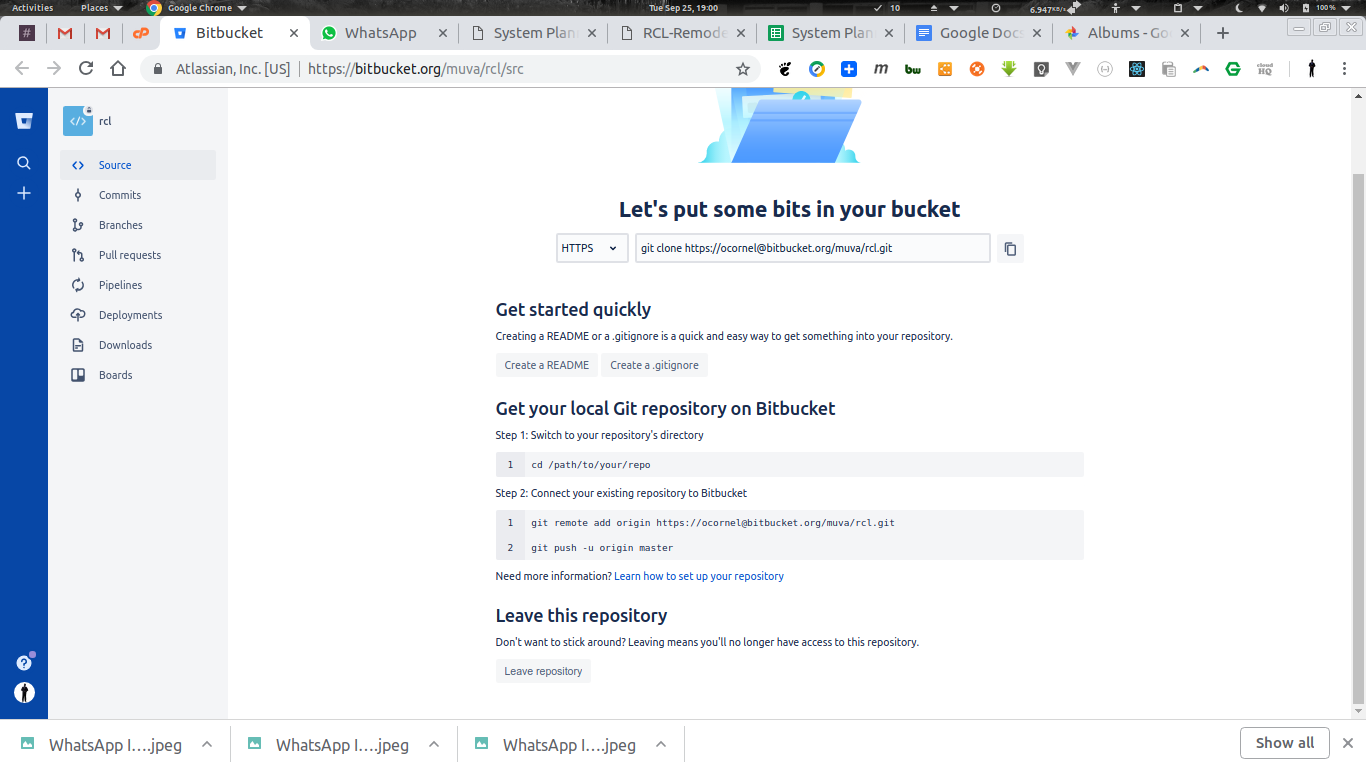 Activities Places Google Chrome Tue Sep 25, 19:00 10 6.947KB/s 100%
Bitbucket WhatsApp System Plan RCL-Remode System Plan Google Docs Albums - Go
Atlassian, Inc. [US] https://bitbucket.org/muva/rcl/src
rcl
Source
Commits
Branches
Pull requests
Pipelines
Deployments
Downloads
Boards
Let's put some bits in your bucket
HTTPS git clone https://ocornel@bitbucket.org/muva/rcl.git
Get started quickly
Creating a README or a .gitignore is a quick and easy way to get something into your repository.
Create a README Create a .gitignore
Get your local Git repository on Bitbucket
Step 1: Switch to your repository's directory
1 cd /path/to/your/repo
Step 2: Connect your existing repository to Bitbucket
1 git remote add origin https://ocornel@bitbucket.org/muva/rcl.git
2 git push -u origin master
Need more information? Learn how to set up your repository
Leave this repository
Don't want to stick around? Leaving means you'll no longer have access to this repository.
Leave repository
WhatsApp I....jpeg WhatsApp I....jpeg WhatsApp I....jpeg Show all